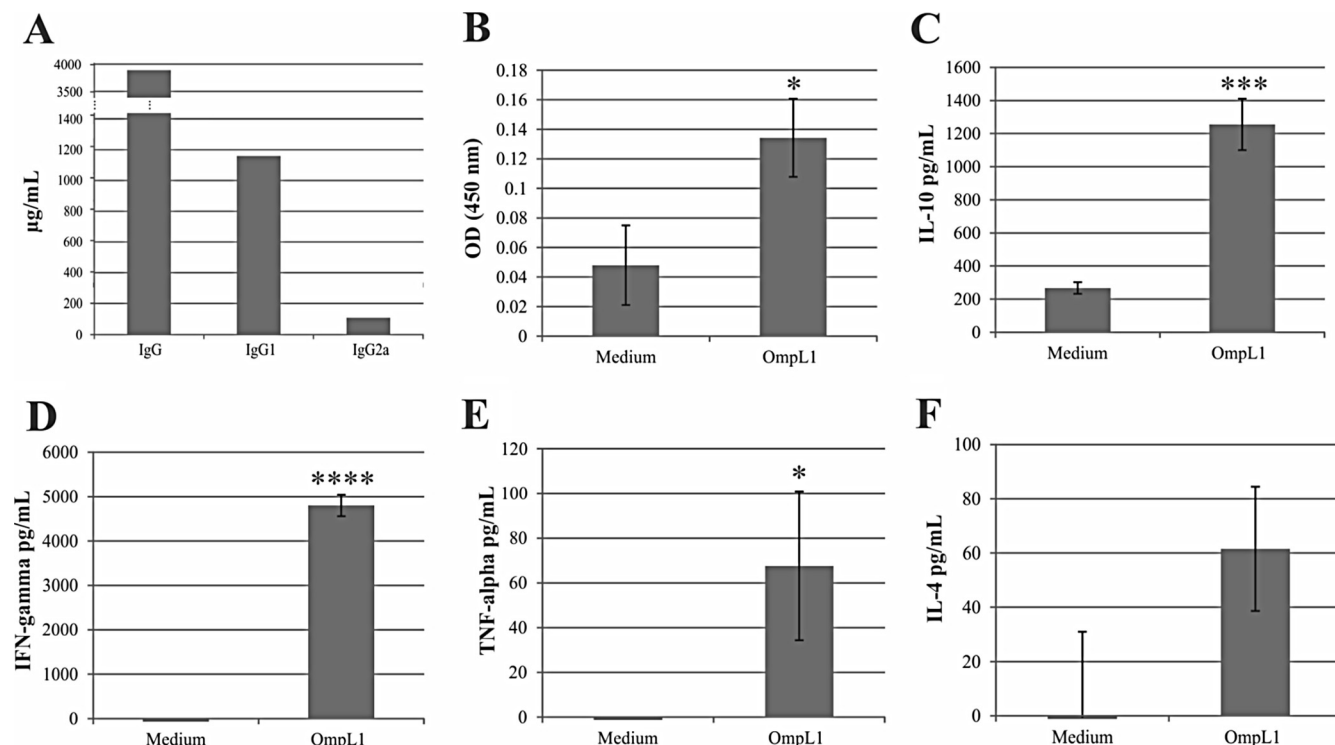 A
µg/mL
4000
3500
1400
1200
1000
800
600
400
200
0
IgG
IgG1
IgG2a
B
OD (450 nm)
0.18
0.16
0.14
0.12
0.1
0.08
0.06
0.04
0.02
0
*
Medium
OmpL1
C
IL-10 pg/mL
1600
1400
1200
1000
800
600
400
200
0
***
Medium
OmpL1
D
IFN-gamma pg/mL
6000
5000
4000
3000
2000
1000
0
****
Medium
OmpL1
E
TNF-alpha pg/mL
120
100
80
60
40
20
0
*
Medium
OmpL1
F
IL-4 pg/mL
100
80
60
40
20
0
Medium
OmpL1